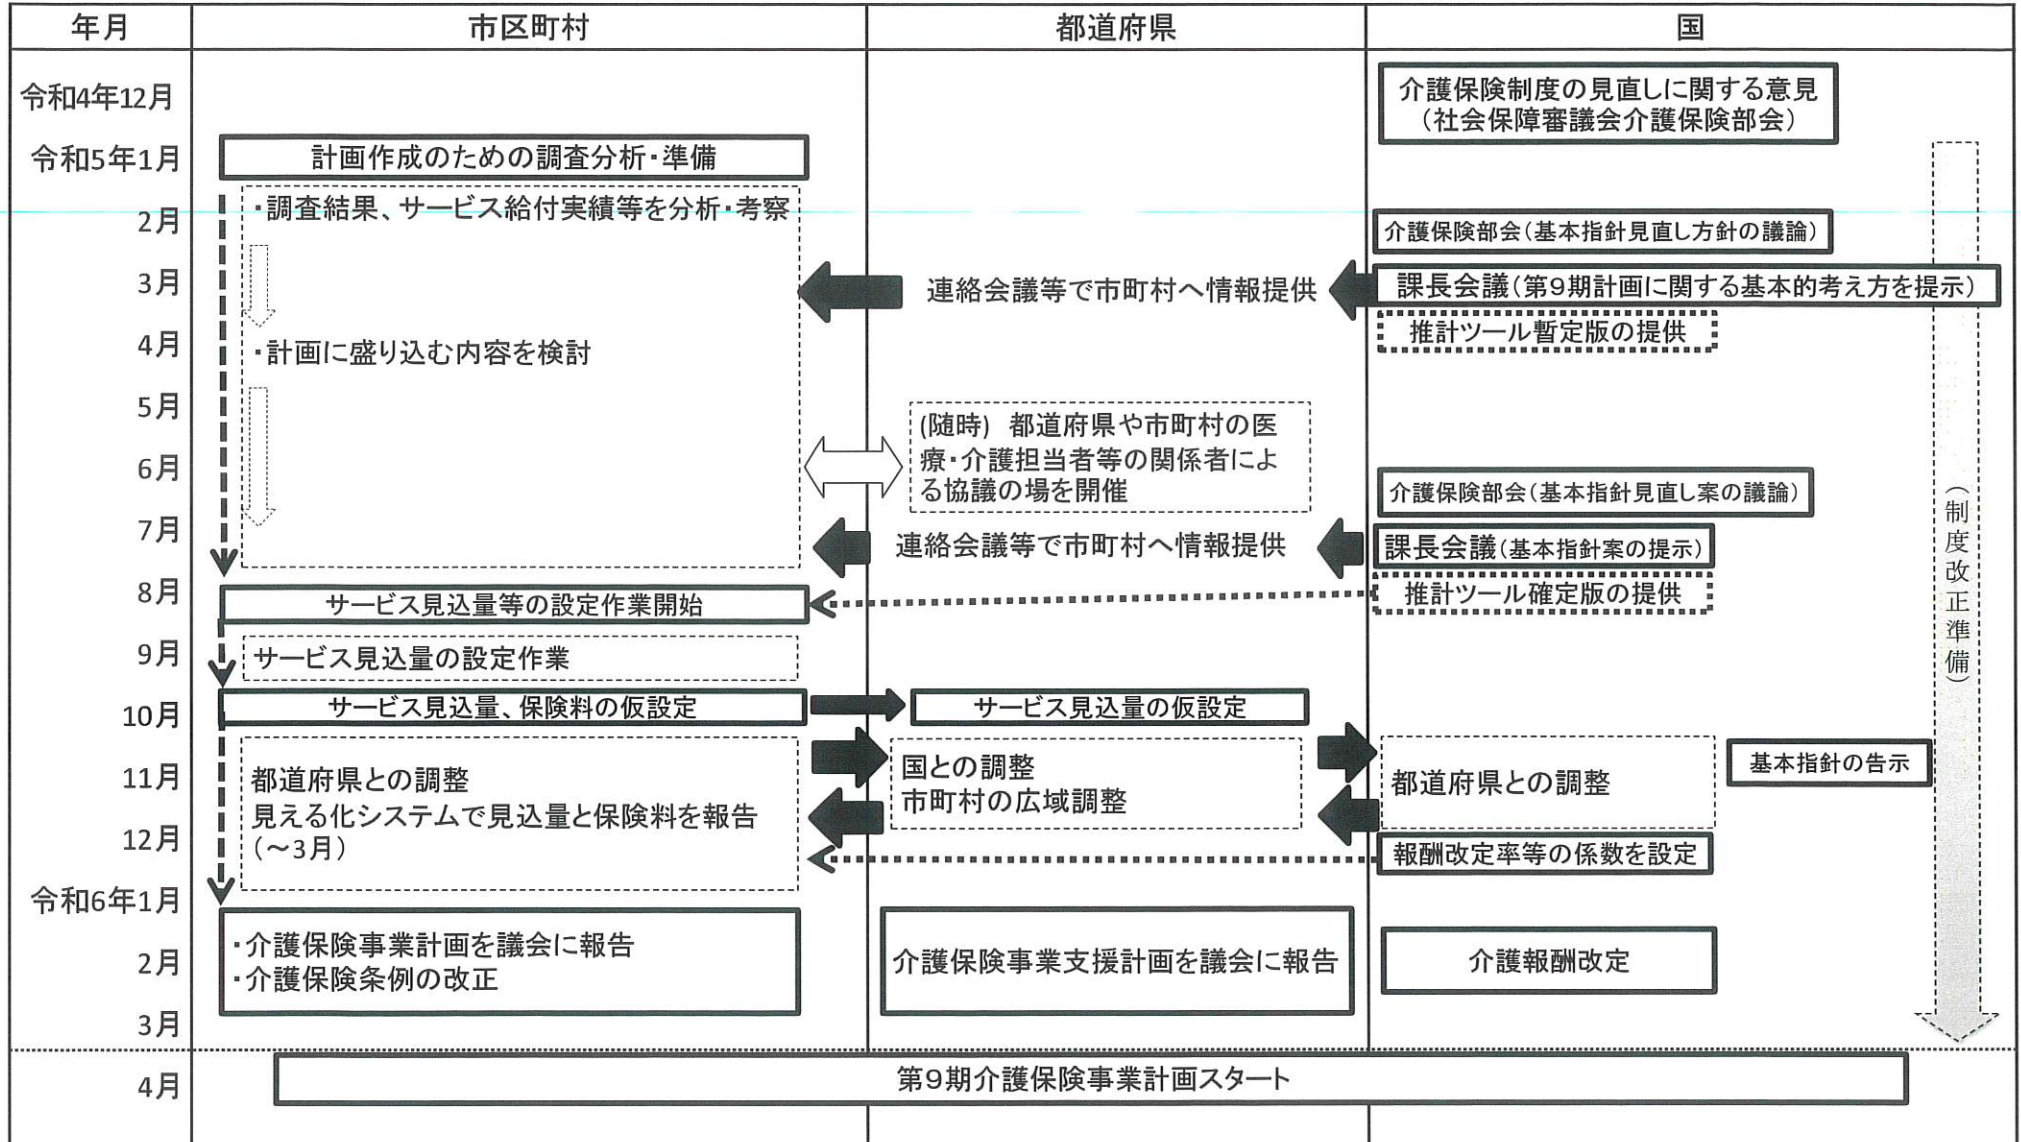 年月
市区町村
都道府県
国
令和4年12月
介護保険制度の見直しに関する意見
（社会保障審議会介護保険部会）
令和5年1月
計画作成のための調査分析・準備
2月
・調査結果、サービス給付実績等を分析・考察
介護保険部会（基本指針見直し方針の議論）
3月
連絡会議等で市町村へ情報提供
課長会議（第９期計画に関する基本的考え方を提示）
4月
・計画に盛り込む内容を検討
推計ツール暫定版の提供
5月
(随時) 都道府県や市町村の医
療・介護担当者等の関係者によ
る協議の場を開催
6月
介護保険部会（基本指針見直し案の議論）
7月
連絡会議等で市町村へ情報提供
課長会議（基本指針案の提示）
（制度改正準備）
8月
サービス見込量等の設定作業開始
推計ツール確定版の提供
9月
サービス見込量の設定作業
10月
サービス見込量、保険料の仮設定
サービス見込量の仮設定
11月
都道府県との調整
見える化システムで見込量と保険料を報告
（～3月）
国との調整
市町村の広域調整
都道府県との調整
基本指針の告示
12月
報酬改定率等の係数を設定
令和6年1月
・介護保険事業計画を議会に報告
・介護保険条例の改正
2月
介護保険事業支援計画を議会に報告
介護報酬改定
3月
4月
第９期介護保険事業計画スタート